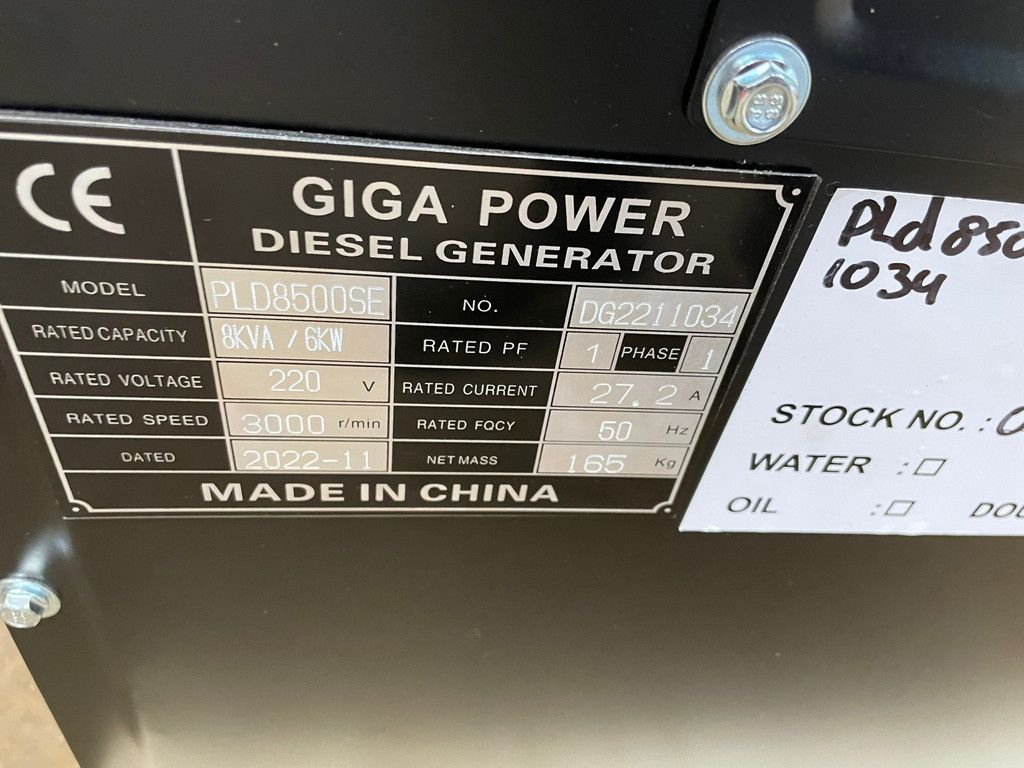 CE
GIGA POWER
DIESEL GENERATOR
MODEL PLD8500SE NO. DG2211034
RATED CAPACITY 8KVA / 6KW RATED PF 1 PHASE 1
RATED VOLTAGE 220 V RATED CURRENT 27.2 A
RATED SPEED 3000 r/min RATED FQCY 50 Hz
DATED 2022-11 NET MASS 165 Kg
MADE IN CHINA
PLd850
1034
STOCK NO. :
WATER :
OIL :